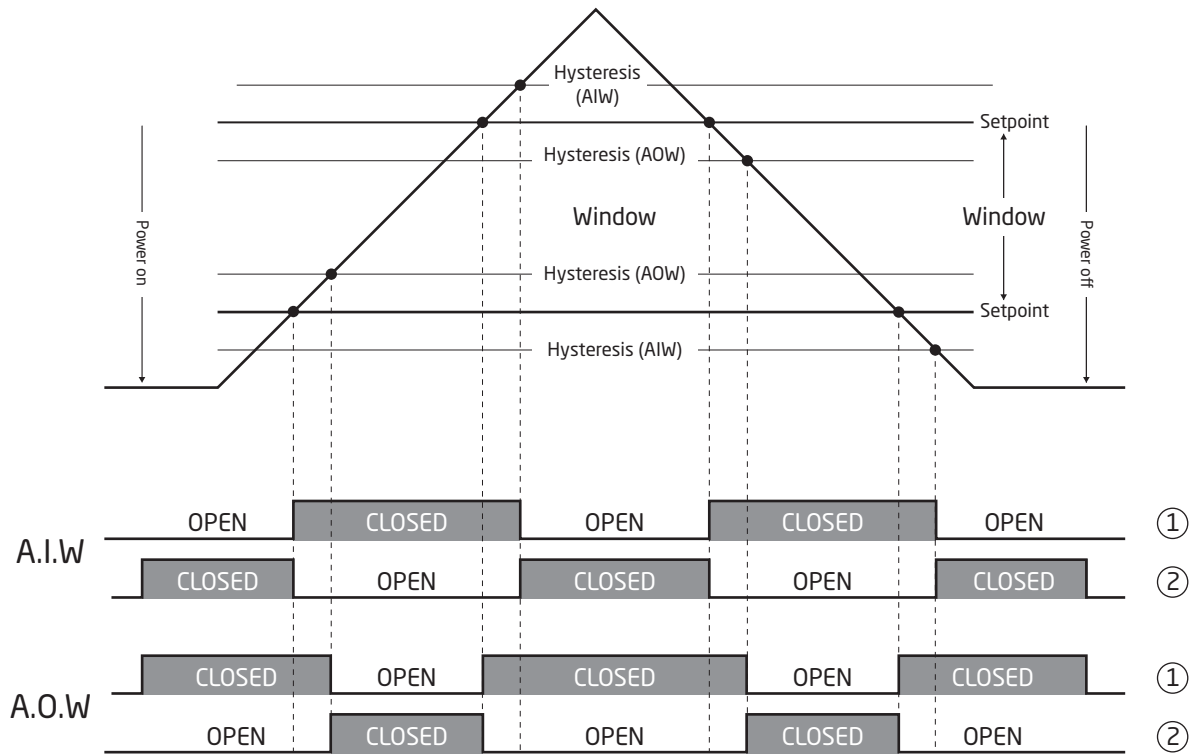 Hysteresis
(AIW)
Setpoint
Hysteresis (AOW)
Power on
Window
Window
Power off
Hysteresis (AOW)
Setpoint
Hysteresis (AIW)
A.I.W
OPEN CLOSED OPEN CLOSED OPEN ①
CLOSED OPEN CLOSED OPEN CLOSED ②
A.O.W
CLOSED OPEN CLOSED OPEN CLOSED ①
OPEN CLOSED OPEN CLOSED OPEN ②